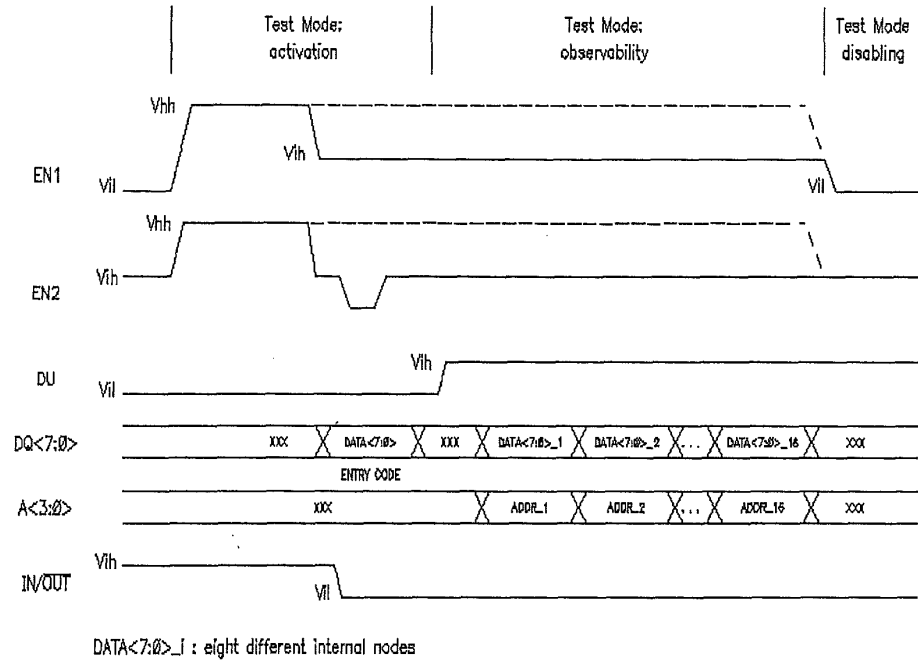 Test Mode: Test Mode: Test Mode
activation observability disabling
Vhh
Vih
EN1 Vil Vil
Vhh
Vih
EN2
Vih
DU Vil
DQ<7:0> XXX DATA<7:0> XXX DATA<7:0>_1 DATA<7:0>_2 ... DATA<7:0>_16 XXX
ENTRY CODE
A<3:0> XXX ADDR_1 ADDR_2 ... ADDR_16 XXX
Vih
IN/OUT Vil
DATA<7:0>_i : eight different internal nodes